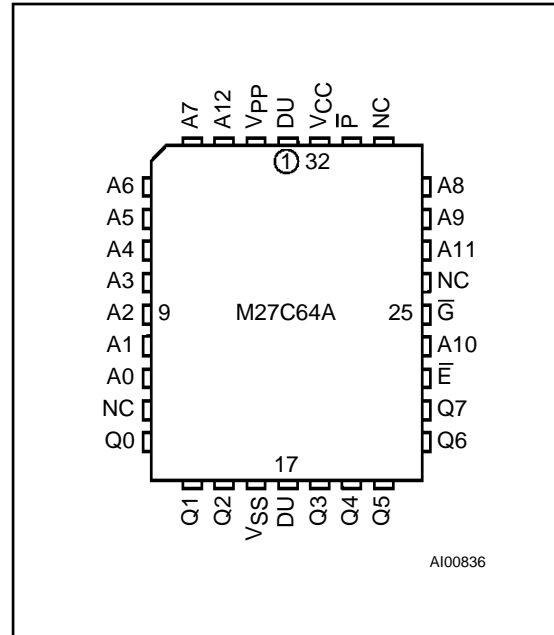 A7 A12 VPP DU VCC P̅ NC
1 32
A6 A8
A5 A9
A4 A11
A3 NC
A2 9 M27C64A 25 G̅
A1 A10
A0 E̅
NC Q7
Q0 Q6
17
Q1 Q2 VSS DU Q3 Q4 Q5
AI00836